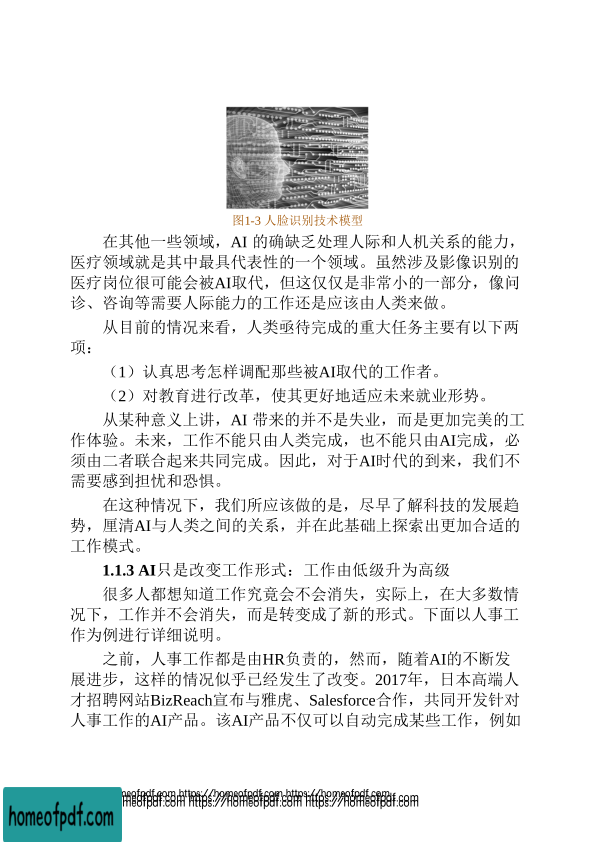 图1-3 人脸识别技术模型
在其他一些领域，AI 的确缺乏处理人际和人机关系的能力，
医疗领域就是其中最具代表性的一个领域。虽然涉及影像识别的
医疗岗位很可能会被AI取代，但这仅仅是非常小的一部分，像问
诊、咨询等需要人际能力的工作还是应该由人类来做。
从目前的情况来看，人类亟待完成的重大任务主要有以下两
项：
（1）认真思考怎样调配那些被AI取代的工作者。
（2）对教育进行改革，使其更好地适应未来就业形势。
从某种意义上讲，AI 带来的并不是失业，而是更加完美的工
作体验。未来，工作不能只由人类完成，也不能只由AI完成，必
须由二者联合起来共同完成。因此，对于AI时代的到来，我们不
需要感到担忧和恐惧。
在这种情况下，我们所应该做的是，尽早了解科技的发展趋
势，厘清AI与人类之间的关系，并在此基础上探索出更加合适的
工作模式。
1.1.3 AI只是改变工作形式：工作由低级升为高级
很多人都想知道工作究竟会不会消失，实际上，在大多数情
况下，工作并不会消失，而是转变成了新的形式。下面以人事工
作为例进行详细说明。
之前，人事工作都是由HR负责的，然而，随着AI的不断发
展进步，这样的情况似乎已经发生了改变。2017年，日本高端人
才招聘网站BizReach宣布与雅虎、Salesforce合作，共同开发针对
人事工作的AI产品。该AI产品不仅可以自动完成某些工作，例如
homeofpdf.com https://homeofpdf.com https://homeofpdf.com
homeofpdf.com https://homeofpdf.com https://homeofpdf.com
homeofpdf.com